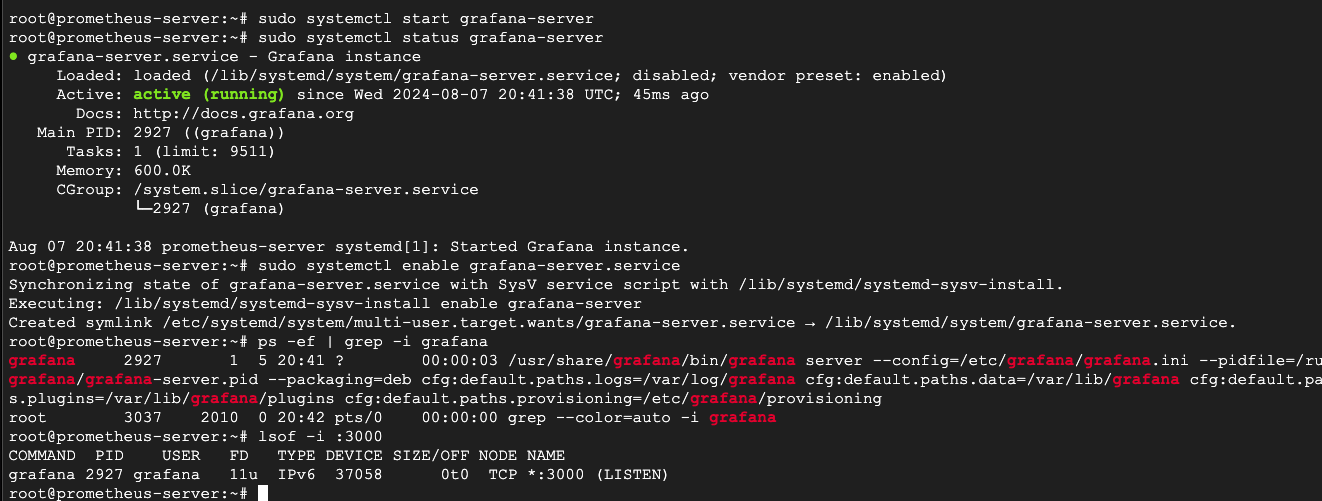 root@prometheus-server:~# sudo systemctl start grafana-server
root@prometheus-server:~# sudo systemctl status grafana-server
● grafana-server.service - Grafana instance
     Loaded: loaded (/lib/systemd/system/grafana-server.service; disabled; vendor preset: enabled)
     Active: active (running) since Wed 2024-08-07 20:41:38 UTC; 45ms ago
       Docs: http://docs.grafana.org
   Main PID: 2927 ((grafana))
      Tasks: 1 (limit: 9511)
     Memory: 600.0K
     CGroup: /system.slice/grafana-server.service
             └─2927 (grafana)

Aug 07 20:41:38 prometheus-server systemd[1]: Started Grafana instance.
root@prometheus-server:~# sudo systemctl enable grafana-server.service
Synchronizing state of grafana-server.service with SysV service script with /lib/systemd/systemd-sysv-install.
Executing: /lib/systemd/systemd-sysv-install enable grafana-server
Created symlink /etc/systemd/system/multi-user.target.wants/grafana-server.service → /lib/systemd/system/grafana-server.service.
root@prometheus-server:~# ps -ef | grep -i grafana
grafana     2927       1  5 20:41 ?        00:00:03 /usr/share/grafana/bin/grafana server --config=/etc/grafana/grafana.ini --pidfile=/ru
grafana/grafana-server.pid --packaging=deb cfg:default.paths.logs=/var/log/grafana cfg:default.paths.data=/var/lib/grafana cfg:default.pa
s.plugins=/var/lib/grafana/plugins cfg:default.paths.provisioning=/etc/grafana/provisioning
root        3037    2010  0 20:42 pts/0    00:00:00 grep --color=auto -i grafana
root@prometheus-server:~# lsof -i :3000
COMMAND  PID    USER   FD   TYPE DEVICE SIZE/OFF NODE NAME
grafana 2927 grafana   11u  IPv6  37058      0t0  TCP *:3000 (LISTEN)
root@prometheus-server:~#